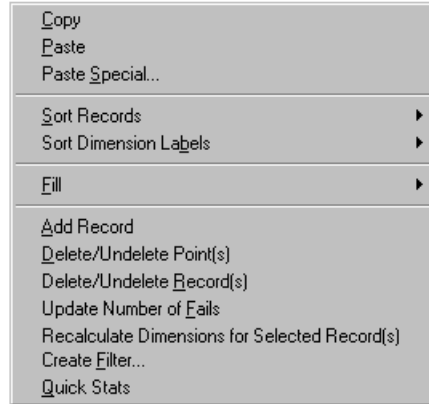 Copy
Paste
Paste Special...
Sort Records
Sort Dimension Labels
Fill
Add Record
Delete/Undelete Point(s)
Delete/Undelete Record(s)
Update Number of Fails
Recalculate Dimensions for Selected Record(s)
Create Filter...
Quick Stats